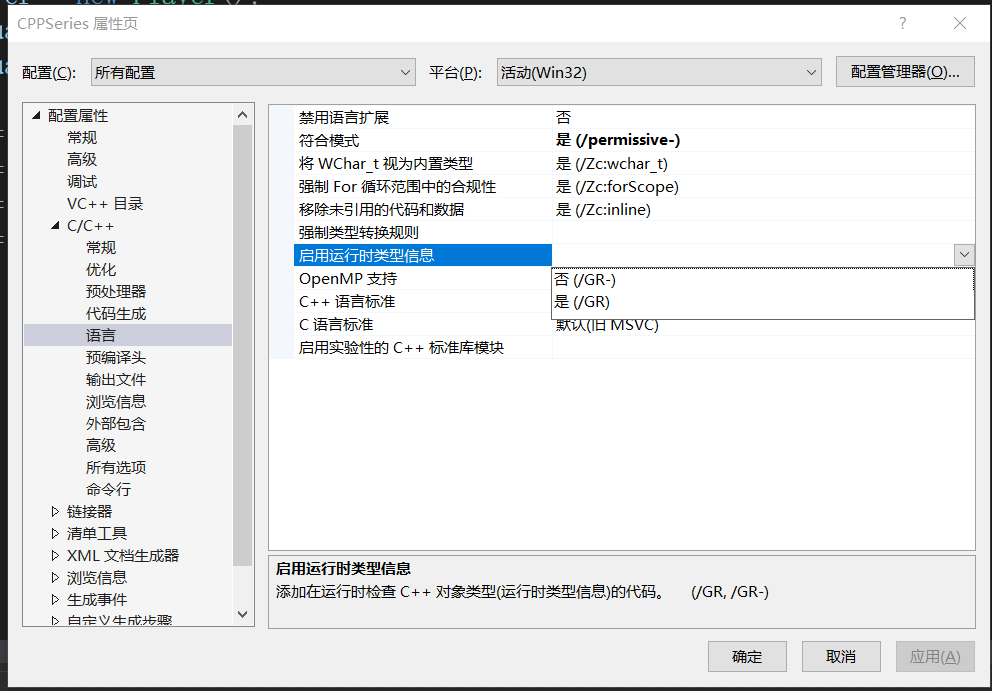 = new Player();
CPPSeries 属性页
配置(C): 所有配置 平台(P): 活动(Win32) 配置管理器(O)...
配置属性
常规
高级
调试
VC++ 目录
C/C++
常规
优化
预处理器
代码生成
语言
预编译头
输出文件
浏览信息
外部包含
高级
所有选项
命令行
链接器
清单工具
XML 文档生成器
浏览信息
生成事件
自定义生成步骤
禁用语言扩展 否
符合模式 是 (/permissive-)
将 WChar_t 视为内置类型 是 (/Zc:wchar_t)
强制 For 循环范围中的合规性 是 (/Zc:forScope)
移除未引用的代码和数据 是 (/Zc:inline)
强制类型转换规则
启用运行时类型信息
OpenMP 支持 否 (/GR-)
C++ 语言标准 是 (/GR)
C 语言标准 默认(旧 MSVC)
启用实验性的 C++ 标准库模块
启用运行时类型信息
添加在运行时检查 C++ 对象类型(运行时类型信息)的代码。 (/GR, /GR-)
确定 取消 应用(A)